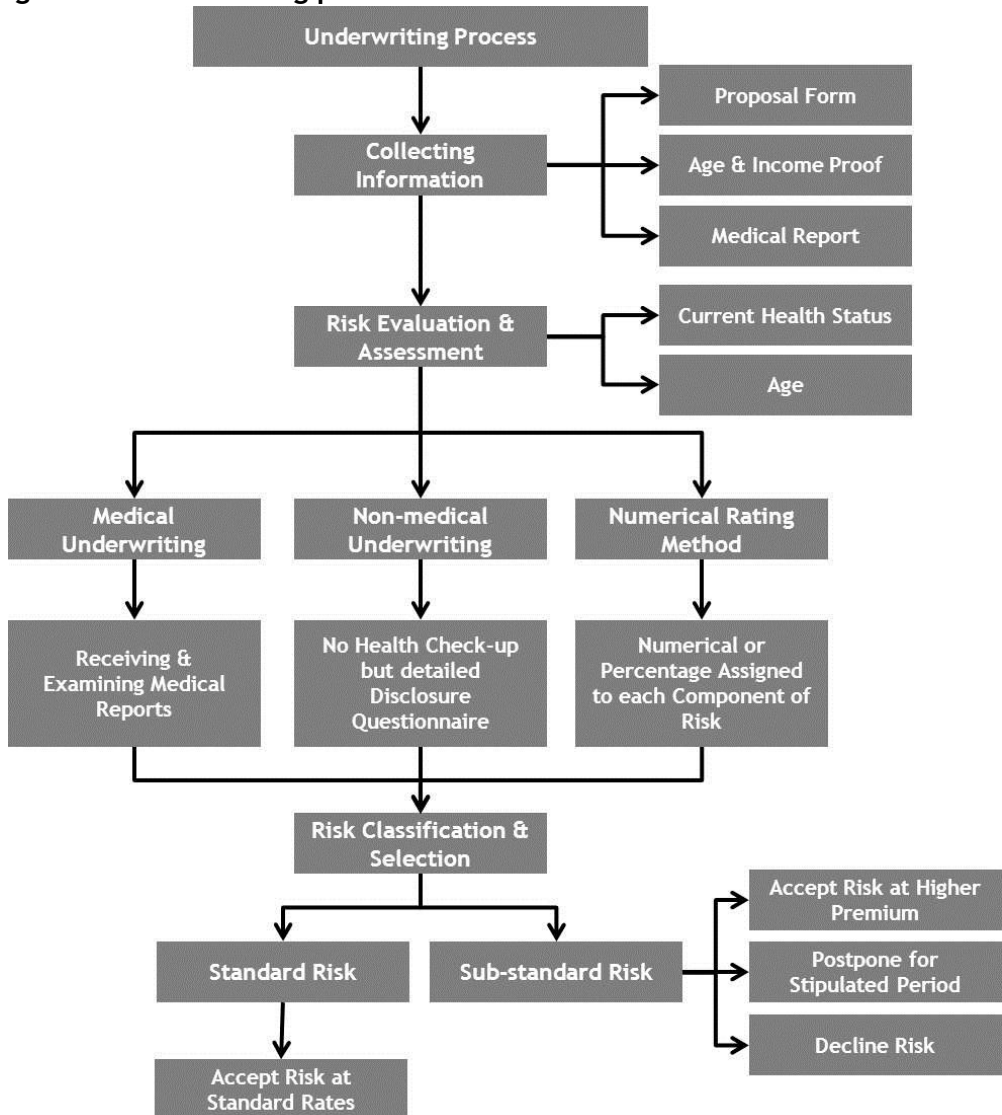 Underwriting Process
Proposal Form
Collecting
Information
Age & Income Proof
Medical Report
Risk Evaluation &
Assessment
Current Health Status
Age
Medical
Underwriting
Non-medical
Underwriting
Numerical Rating
Method
Receiving &
Examining Medical
Reports
No Health Check-up
but detailed
Disclosure
Questionnaire
Numerical or
Percentage Assigned
to each Component of
Risk
Risk Classification &
Selection
Standard Risk
Sub-standard Risk
Accept Risk at Higher
Premium
Postpone for
Stipulated Period
Decline Risk
Accept Risk at
Standard Rates